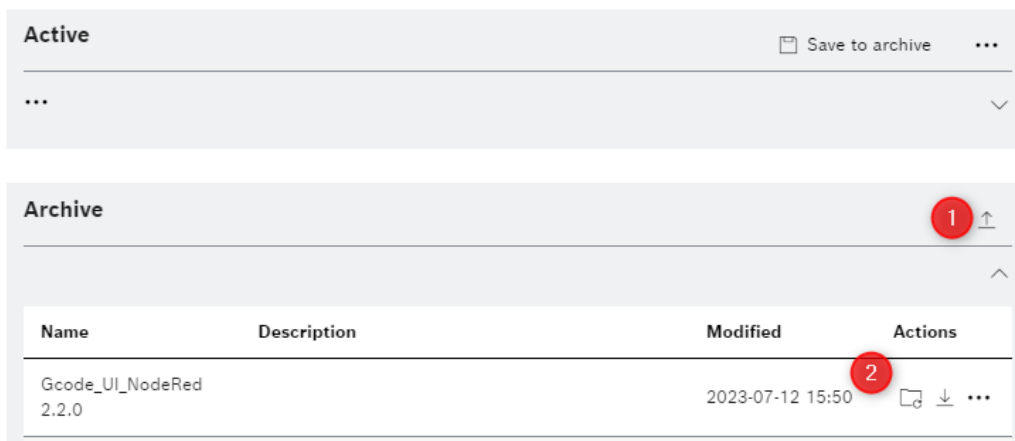 Active
Save to archive
...
...
Archive
1
Name Description Modified Actions
2
Gcode_UI_NodeRed 2023-07-12 15:50 ...
2.2.0